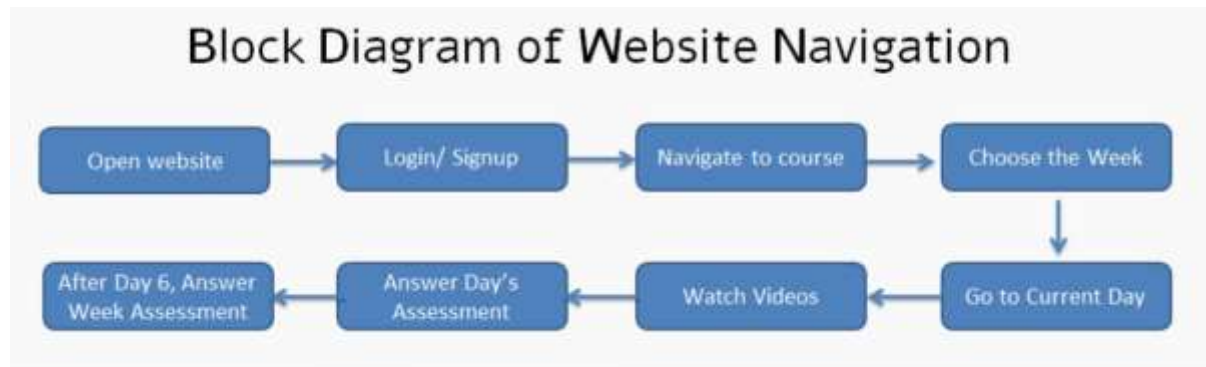 Block Diagram of Website Navigation
Open website
Login/ Signup
Navigate to course
Choose the Week
Go to Current Day
Watch Videos
Answer Day's
Assessment
After Day 6, Answer
Week Assessment